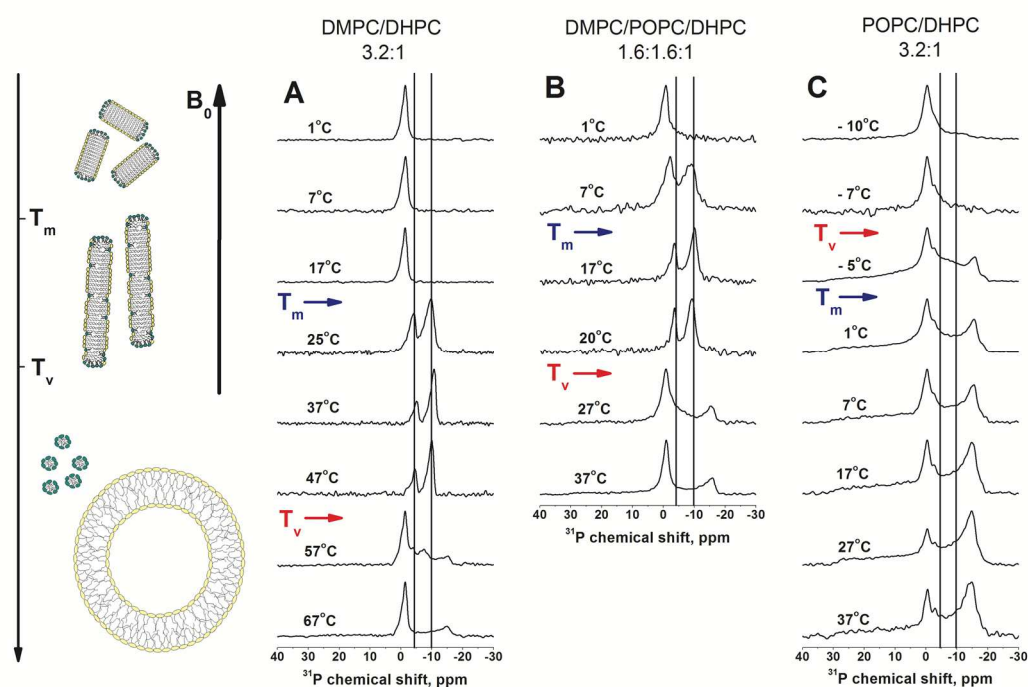 DMPC/DHPC
3.2:1
DMPC/POPC/DHPC
1.6:1.6:1
POPC/DHPC
3.2:1
B₀
Tₘ
Tᵥ
A
1°C
7°C
17°C
Tₘ
25°C
37°C
47°C
Tᵥ
57°C
67°C
40 30 20 10 0 -10 -20 -30
³¹P chemical shift, ppm
B
1°C
7°C
Tₘ
17°C
20°C
Tᵥ
27°C
37°C
40 30 20 10 0 -10 -20 -30
³¹P chemical shift, ppm
C
- 10°C
- 7°C
Tᵥ
- 5°C
Tₘ
1°C
7°C
17°C
27°C
37°C
40 30 20 10 0 -10 -20 -30
³¹P chemical shift, ppm